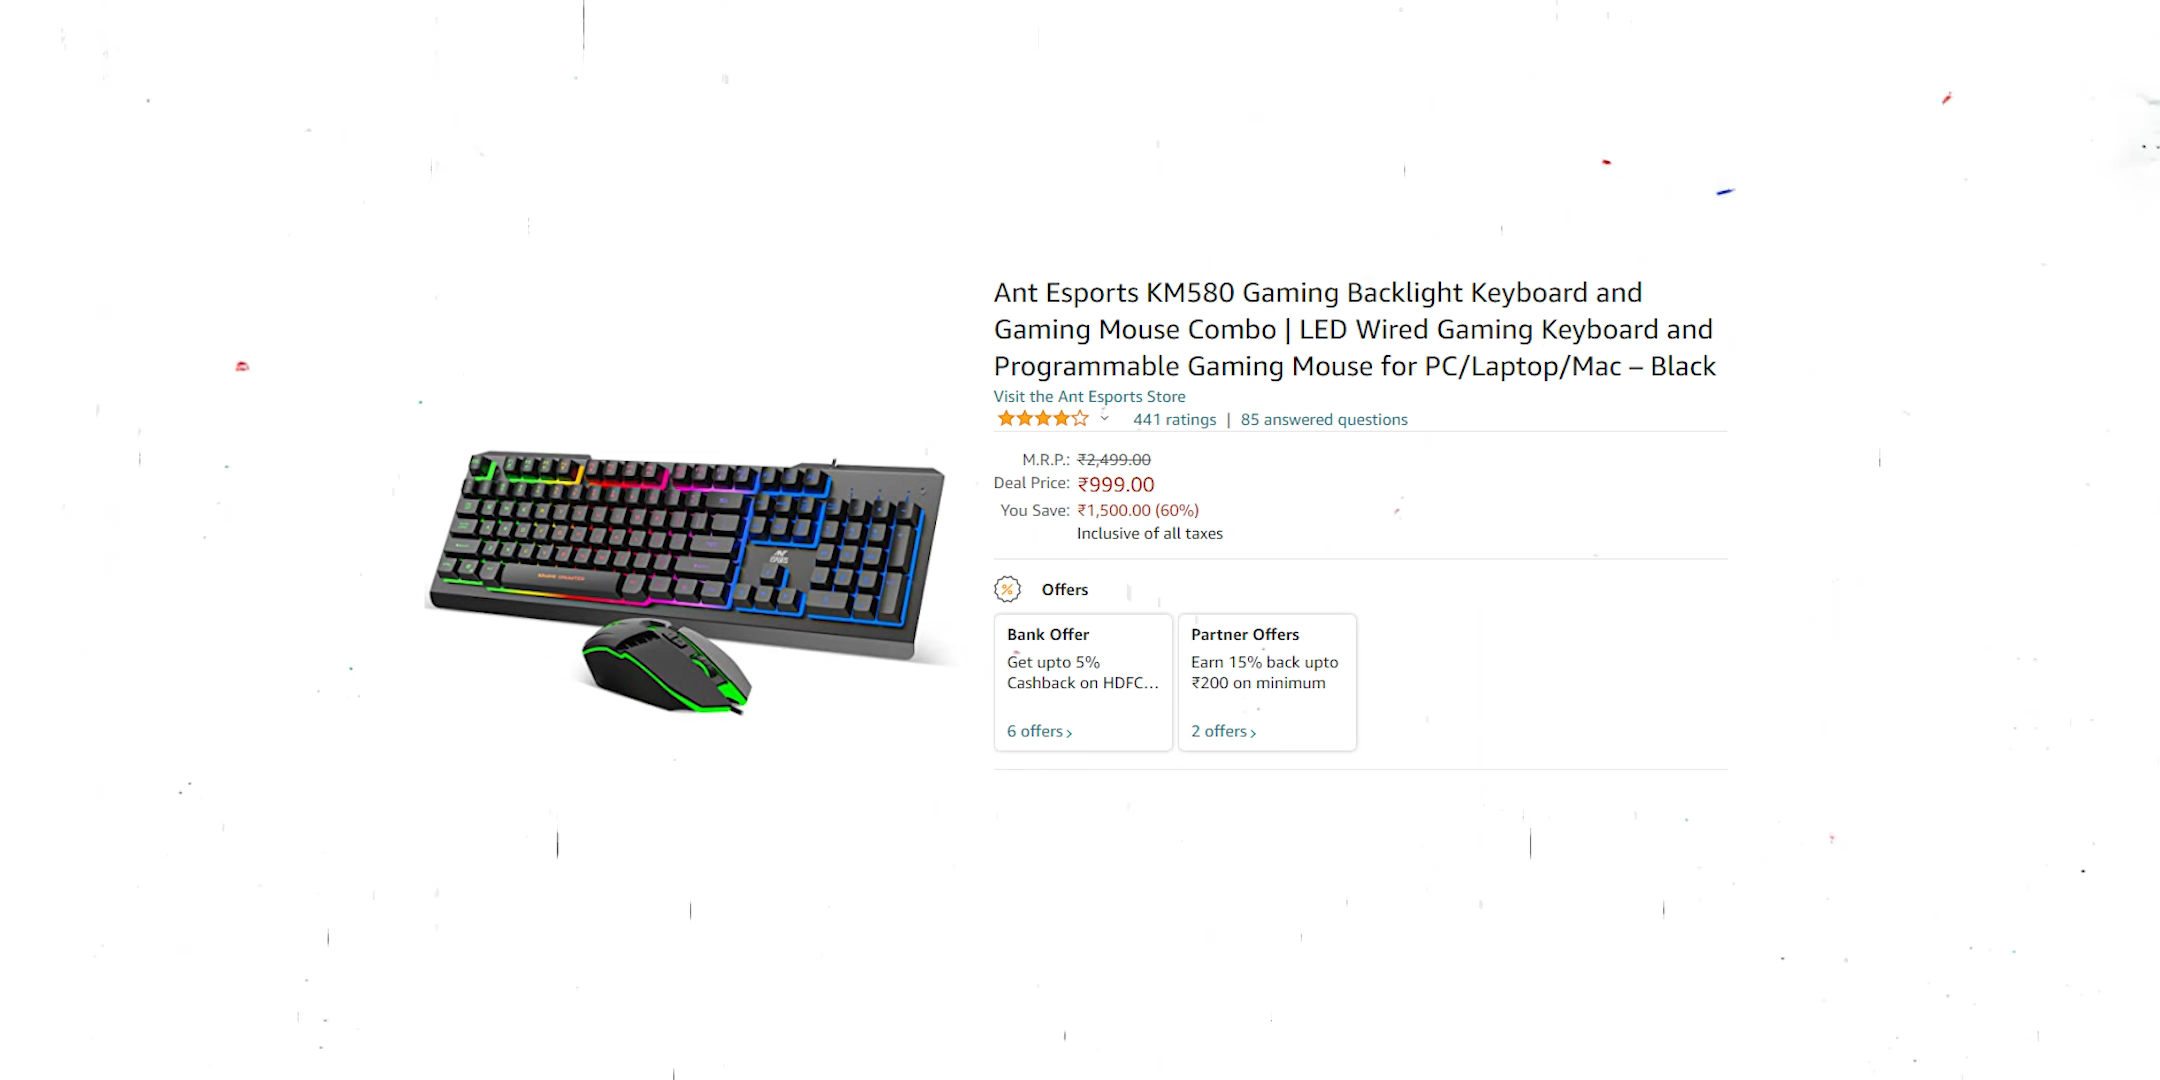 Ant Esports KM580 Gaming Backlight Keyboard and
Gaming Mouse Combo | LED Wired Gaming Keyboard and
Programmable Gaming Mouse for PC/Laptop/Mac – Black
Visit the Ant Esports Store
441 ratings | 85 answered questions
M.R.P.: ₹2,499.00
Deal Price: ₹999.00
You Save: ₹1,500.00 (60%)
Inclusive of all taxes
% Offers
Bank Offer
Get upto 5%
Cashback on HDFC...
6 offers ›
Partner Offers
Earn 15% back upto
₹200 on minimum
2 offers ›